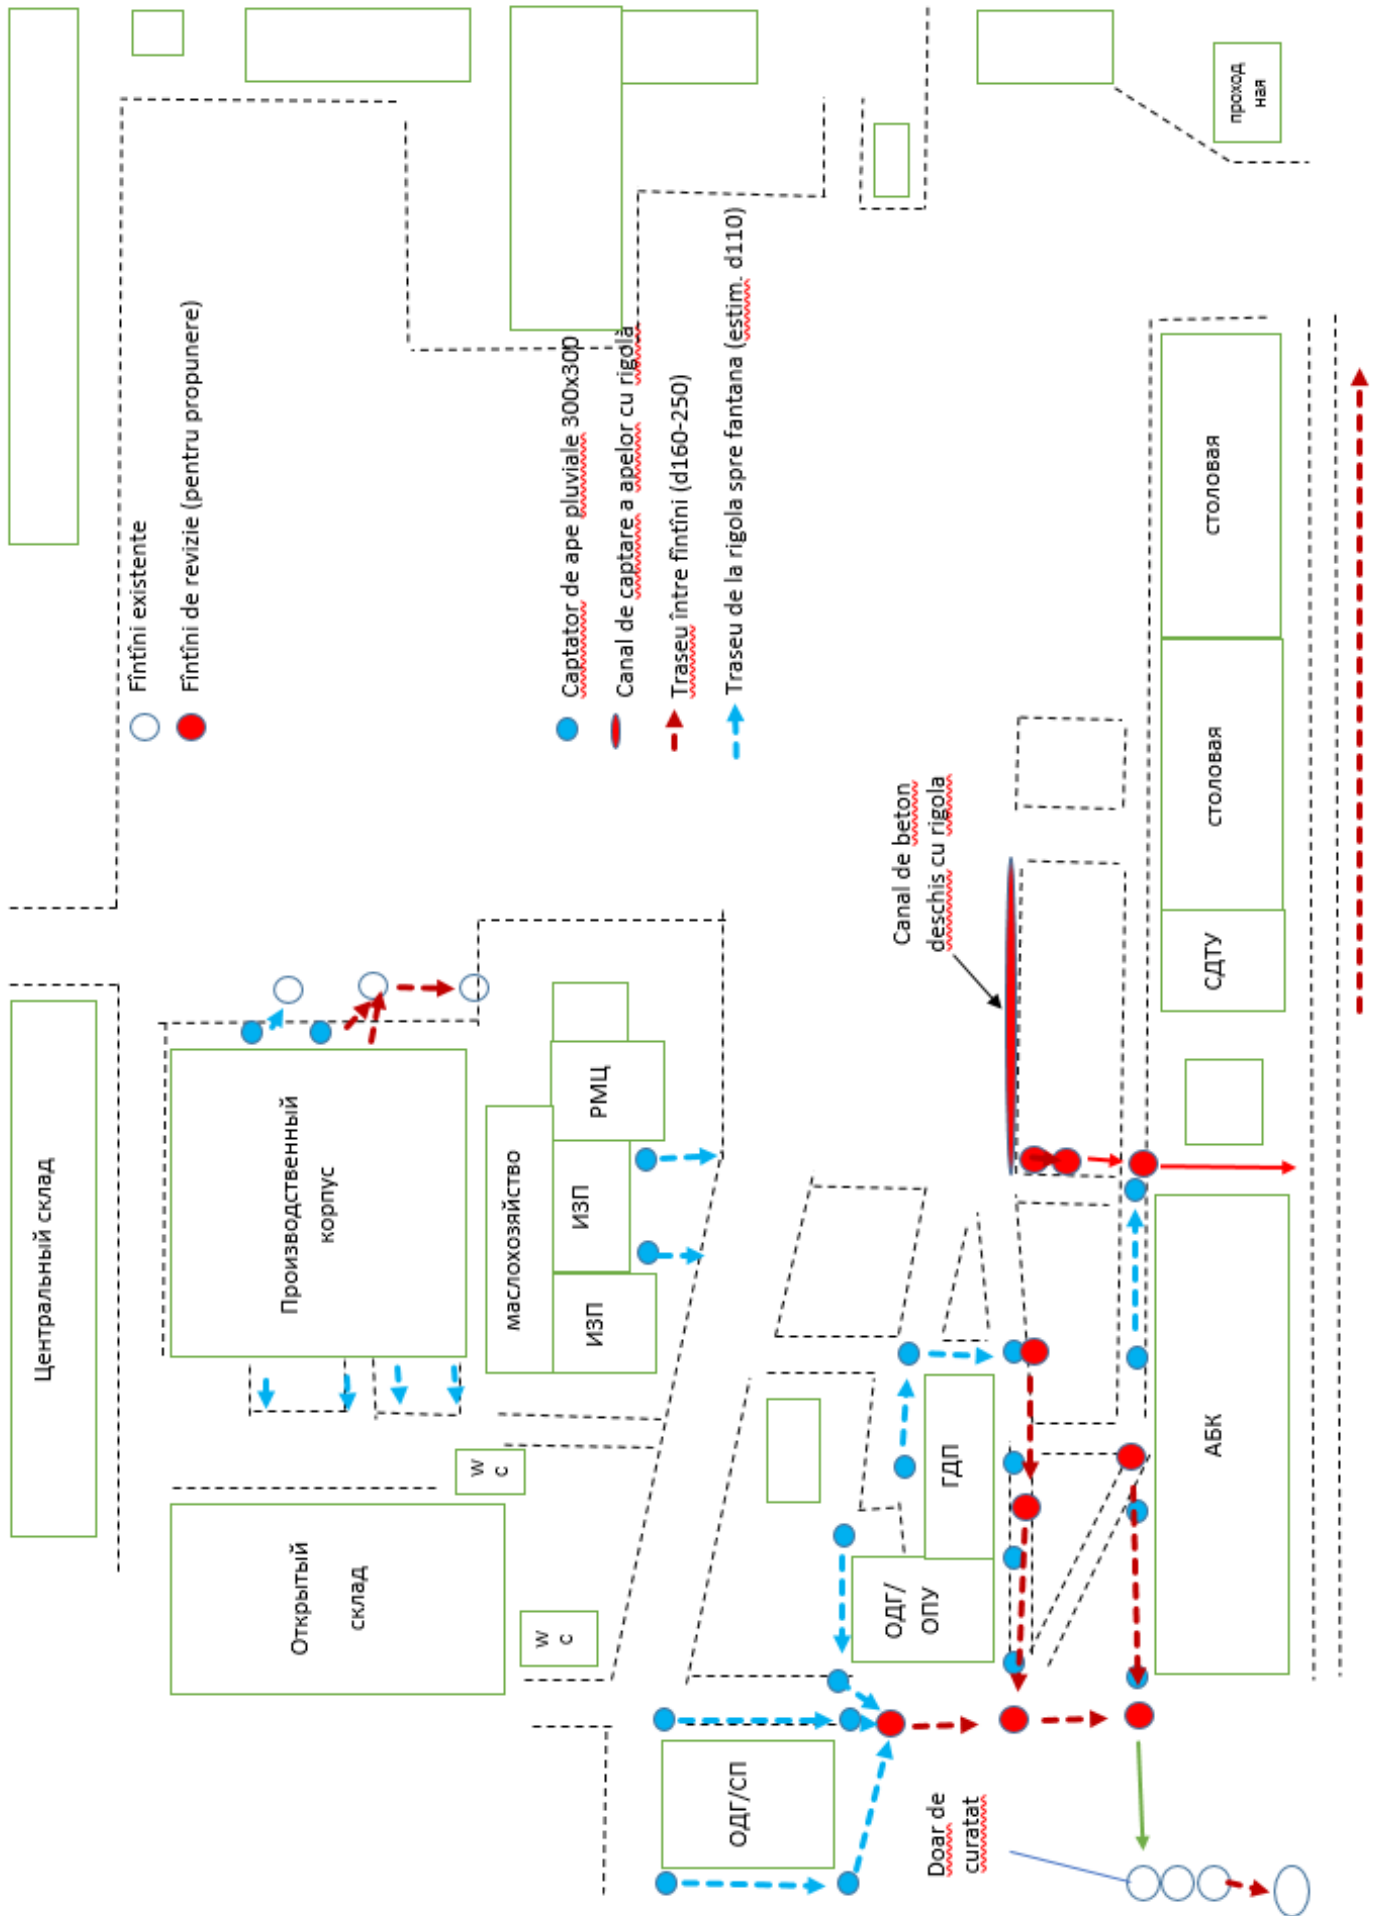 Центральный склад
Fîntîni existente
Fîntîni de revizie (pentru propunere)
Производственный
корпус
Открытый
склад
маслохозяйство
W
C
W
C
РМЦ
ИЗП
ИЗП
Captator de ape pluviale 300x300
Canal de captare a apelor cu rigolă
Traseu între fîntîni (d160-250)
Traseu de la rigola spre fantana (estim. d110)
ОДГ/СП
ОДГ/
ОПУ
ГДП
Canal de beton
deschis cu rigola
Doar de
curatat
АБК
СДТУ
столовая
столовая
проход
ная